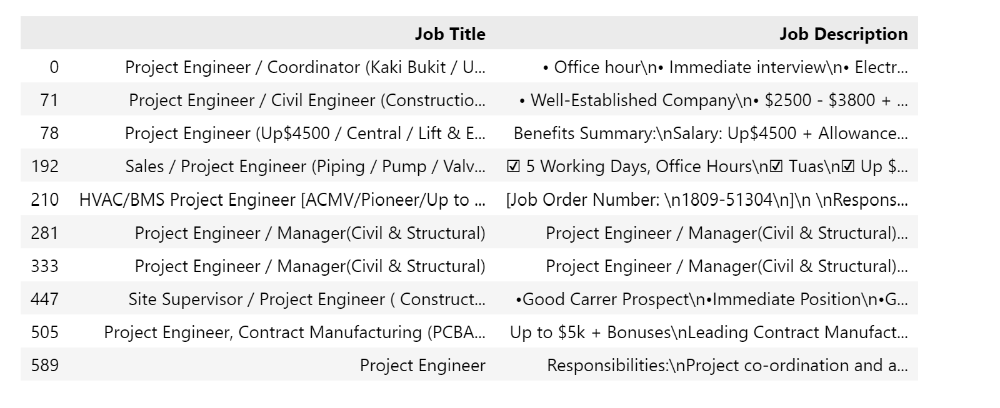 Job Title Job Description
0 Project Engineer / Coordinator (Kaki Bukit / U... • Office hour\n• Immediate interview\n• Electr...
71 Project Engineer / Civil Engineer (Constructio... • Well-Established Company\n• $2500 - $3800 + ...
78 Project Engineer (Up$4500 / Central / Lift & E... Benefits Summary:\nSalary: Up$4500 + Allowance...
192 Sales / Project Engineer (Piping / Pump / Valv... ☑ 5 Working Days, Office Hours\n☑ Tuas\n☑ Up $...
210 HVAC/BMS Project Engineer [ACMV/Pioneer/Up to ... [Job Order Number: \n1809-51304\n]\n \nRespons...
281 Project Engineer / Manager(Civil & Structural) Project Engineer / Manager(Civil & Structural)...
333 Project Engineer / Manager(Civil & Structural) Project Engineer / Manager(Civil & Structural)...
447 Site Supervisor / Project Engineer ( Construct... •Good Carrer Prospect\n•Immediate Position\n•G...
505 Project Engineer, Contract Manufacturing (PCBA... Up to $5k + Bonuses\nLeading Contract Manufact...
589 Project Engineer Responsibilities:\nProject co-ordination and a...